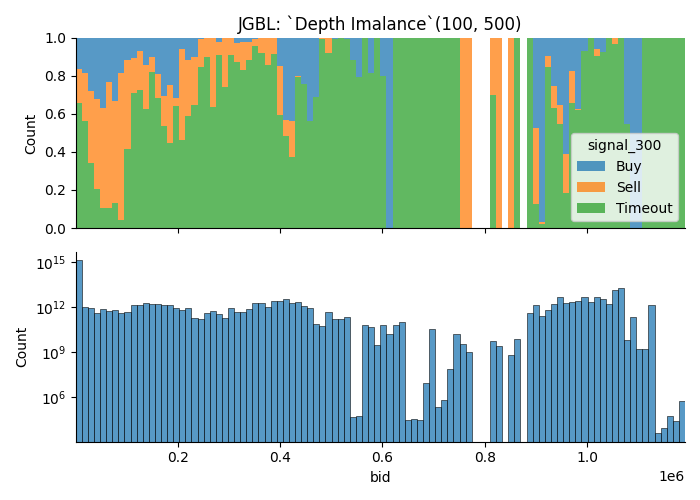 JGBL: `Depth Imalance`(100, 500)
1.0
0.8
0.6
0.4
0.2
0.0
Count
signal_300
Buy
Sell
Timeout
10^15
10^12
10^9
10^6
Count
0.2
0.4
0.6
0.8
1.0
1e6
bid